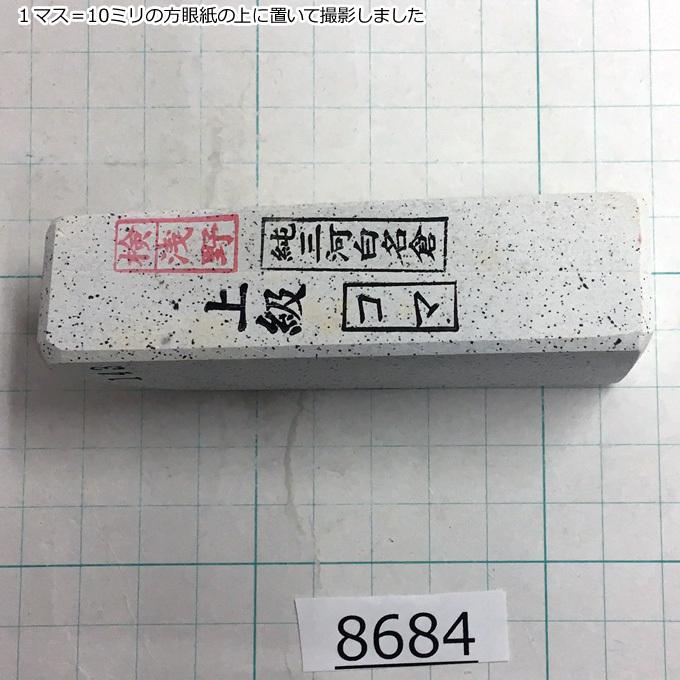 １マス＝10ミリの方眼紙の上に置いて撮影しました
純三河白名倉
浅野
検
コマ
上級
8684